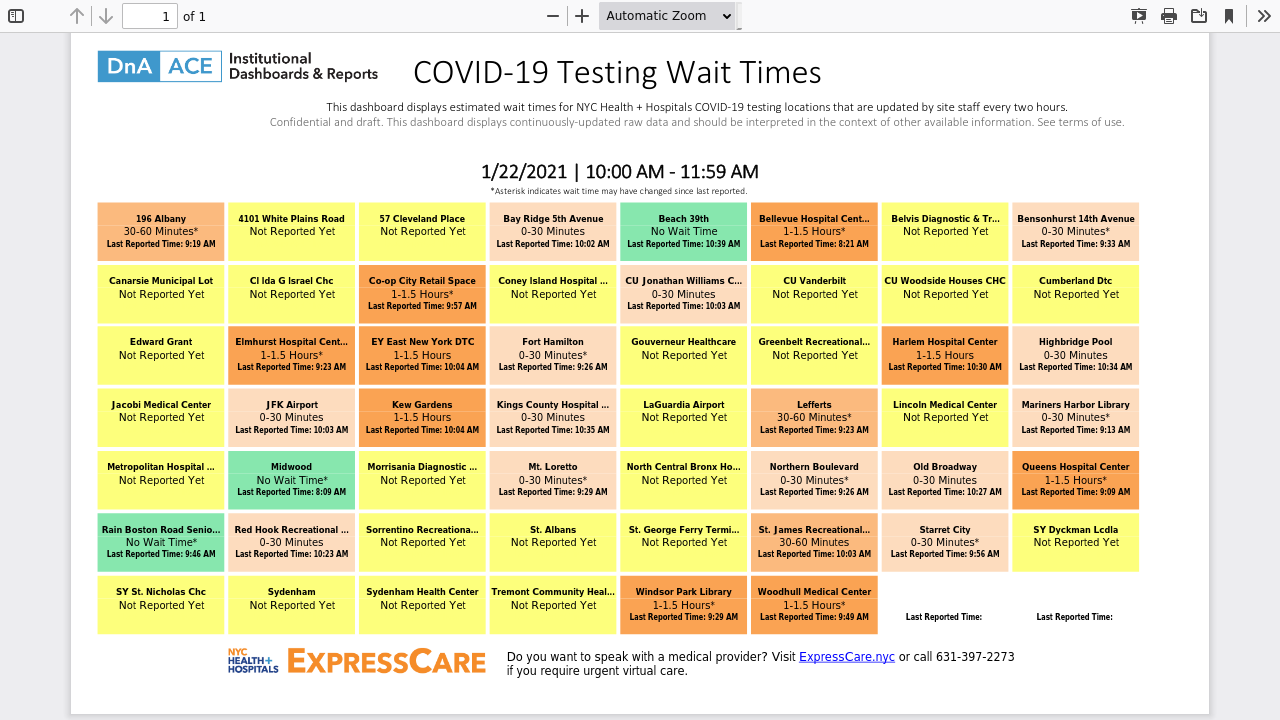 1 of 1
Automatic Zoom
DnA ACE Institutional
Dashboards & Reports
COVID-19 Testing Wait Times
This dashboard displays estimated wait times for NYC Health + Hospitals COVID-19 testing locations that are updated by site staff every two hours.
Confidential and draft. This dashboard displays continuously-updated raw data and should be interpreted in the context of other available information. See terms of use.
1/22/2021 | 10:00 AM - 11:59 AM
*Asterisk indicates wait time may have changed since last reported.
196 Albany
30-60 Minutes*
Last Reported Time: 9:19 AM
4101 White Plains Road
Not Reported Yet
57 Cleveland Place
Not Reported Yet
Bay Ridge 5th Avenue
0-30 Minutes
Last Reported Time: 10:02 AM
Beach 39th
No Wait Time
Last Reported Time: 10:39 AM
Bellevue Hospital Cent...
1-1.5 Hours*
Last Reported Time: 8:21 AM
Belvis Diagnostic & Tr...
Not Reported Yet
Bensonhurst 14th Avenue
0-30 Minutes*
Last Reported Time: 9:33 AM
Canarsie Municipal Lot
Not Reported Yet
CI Ida G Israel Chc
Not Reported Yet
Co-op City Retail Space
1-1.5 Hours*
Last Reported Time: 9:57 AM
Coney Island Hospital ...
Not Reported Yet
CU Jonathan Williams C...
0-30 Minutes
Last Reported Time: 10:03 AM
CU Vanderbilt
Not Reported Yet
CU Woodside Houses CHC
Not Reported Yet
Cumberland Dtc
Not Reported Yet
Edward Grant
Not Reported Yet
Elmhurst Hospital Cent...
1-1.5 Hours*
Last Reported Time: 9:23 AM
EY East New York DTC
1-1.5 Hours
Last Reported Time: 10:04 AM
Fort Hamilton
0-30 Minutes*
Last Reported Time: 9:26 AM
Gouverneur Healthcare
Not Reported Yet
Greenbelt Recreational...
Not Reported Yet
Harlem Hospital Center
1-1.5 Hours
Last Reported Time: 10:30 AM
Highbridge Pool
0-30 Minutes
Last Reported Time: 10:34 AM
Jacobi Medical Center
Not Reported Yet
JFK Airport
0-30 Minutes
Last Reported Time: 10:03 AM
Kew Gardens
1-1.5 Hours
Last Reported Time: 10:04 AM
Kings County Hospital ...
0-30 Minutes
Last Reported Time: 10:35 AM
LaGuardia Airport
Not Reported Yet
Lefferts
30-60 Minutes*
Last Reported Time: 9:23 AM
Lincoln Medical Center
Not Reported Yet
Mariners Harbor Library
0-30 Minutes*
Last Reported Time: 9:13 AM
Metropolitan Hospital ...
Not Reported Yet
Midwood
No Wait Time*
Last Reported Time: 8:09 AM
Morrisania Diagnostic ...
Not Reported Yet
Mt. Loretto
0-30 Minutes*
Last Reported Time: 9:29 AM
North Central Bronx Ho...
Not Reported Yet
Northern Boulevard
0-30 Minutes*
Last Reported Time: 9:26 AM
Old Broadway
0-30 Minutes
Last Reported Time: 10:27 AM
Queens Hospital Center
1-1.5 Hours*
Last Reported Time: 9:09 AM
Rain Boston Road Senio...
No Wait Time*
Last Reported Time: 9:46 AM
Red Hook Recreational ...
0-30 Minutes
Last Reported Time: 10:23 AM
Sorrentino Recreationa...
Not Reported Yet
St. Albans
Not Reported Yet
St. George Ferry Termi...
Not Reported Yet
St. James Recreational...
30-60 Minutes
Last Reported Time: 10:03 AM
Starret City
0-30 Minutes*
Last Reported Time: 9:56 AM
SY Dyckman Lcdla
Not Reported Yet
SY St. Nicholas Chc
Not Reported Yet
Sydenham
Not Reported Yet
Sydenham Health Center
Not Reported Yet
Tremont Community Heal...
Not Reported Yet
Windsor Park Library
1-1.5 Hours*
Last Reported Time: 9:29 AM
Woodhull Medical Center
1-1.5 Hours*
Last Reported Time: 9:49 AM
Last Reported Time:
Last Reported Time:
NYC
HEALTH+
HOSPITALS
EXPRESSCARE
Do you want to speak with a medical provider? Visit ExpressCare.nyc or call 631-397-2273
if you require urgent virtual care.